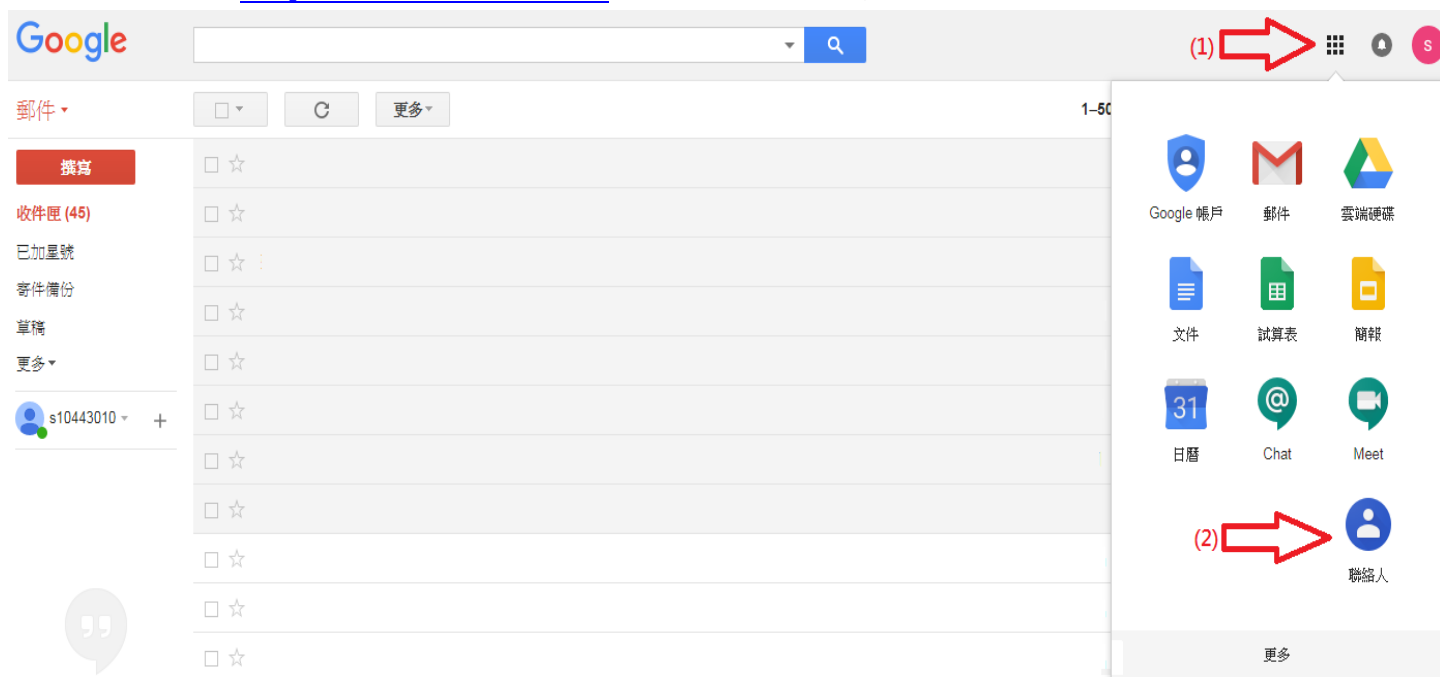 Google
(1)
S
郵件
更多
1–50
撰寫
收件匣 (45)
已加星號
寄件備份
草稿
更多
s10443010
+
Google 帳戶
郵件
雲端硬碟
文件
試算表
簡報
31
日曆
Chat
Meet
(2)
聯絡人
更多